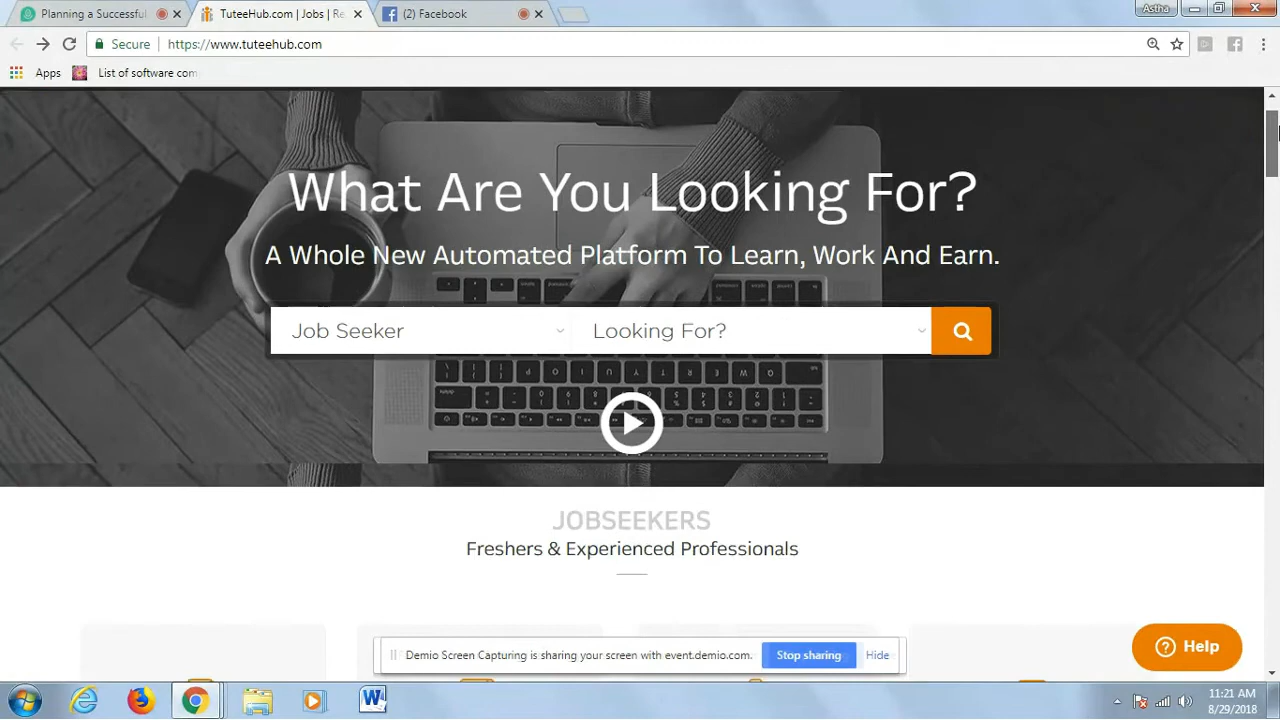 Planning a Successful
TuteeHub.com | Jobs | Re
(2) Facebook
Astha
Secure
https://www.tuteehub.com
Apps
List of software com
What Are You Looking For?
A Whole New Automated Platform To Learn, Work And Earn.
Job Seeker
Looking For?
JOBSEEKERS
Freshers & Experienced Professionals
Demio Screen Capturing is sharing your screen with event.demio.com.
Stop sharing
Hide
Help
11:21 AM
8/29/2018